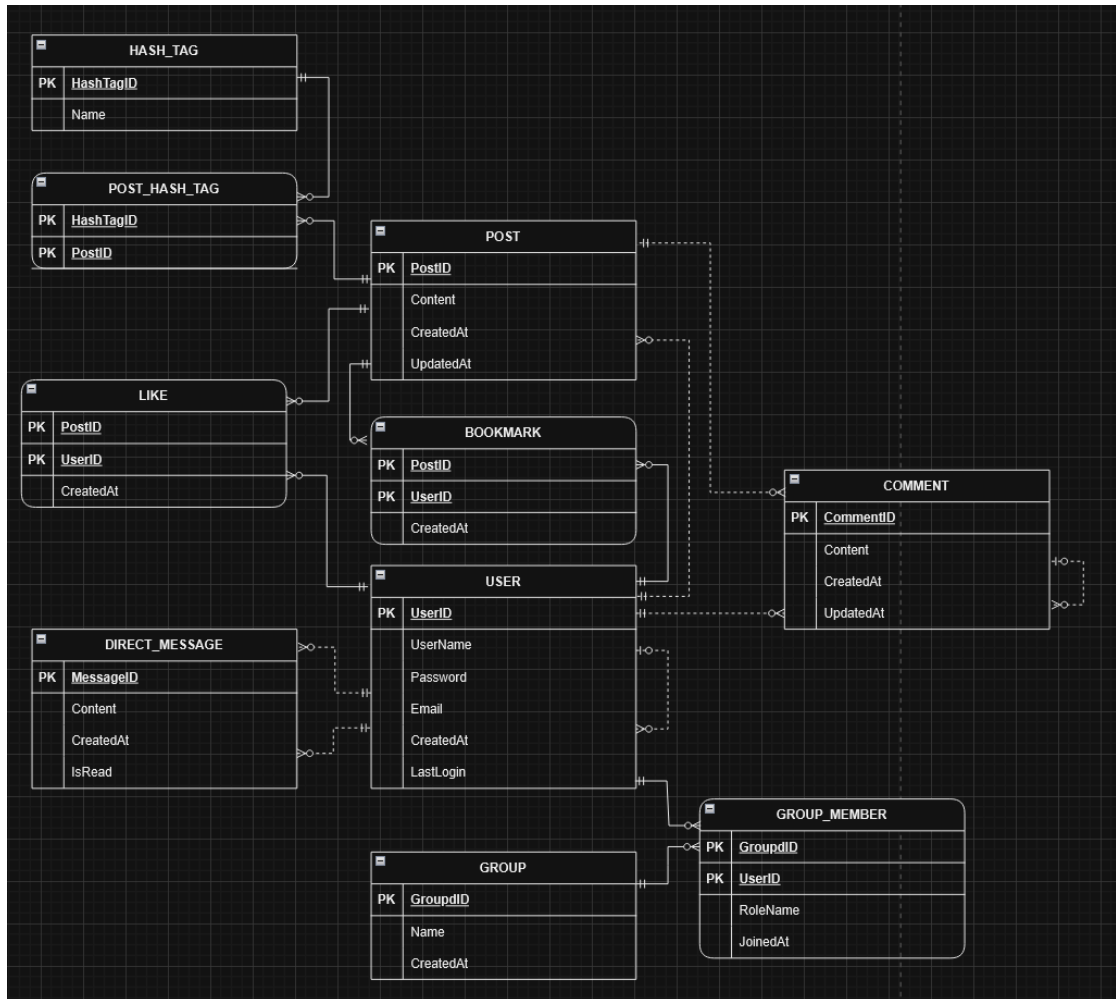 HASH_TAG
PK HashTagID
Name
POST_HASH_TAG
PK HashTagID
PK PostID
POST
PK PostID
Content
CreatedAt
UpdatedAt
LIKE
PK PostID
PK UserID
CreatedAt
BOOKMARK
PK PostID
PK UserID
CreatedAt
COMMENT
PK CommentID
Content
CreatedAt
UpdatedAt
USER
PK UserID
UserName
Password
Email
CreatedAt
LastLogin
DIRECT_MESSAGE
PK MessageID
Content
CreatedAt
IsRead
GROUP_MEMBER
PK GroupdID
PK UserID
RoleName
JoinedAt
GROUP
PK GroupdID
Name
CreatedAt